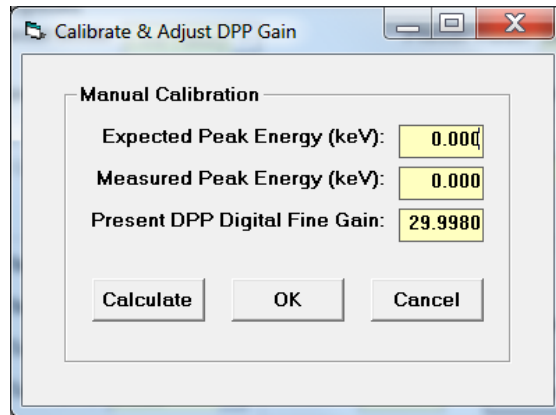 Calibrate & Adjust DPP Gain
Manual Calibration
Expected Peak Energy (keV): 0.000
Measured Peak Energy (keV): 0.000
Present DPP Digital Fine Gain: 29.9980
Calculate OK Cancel